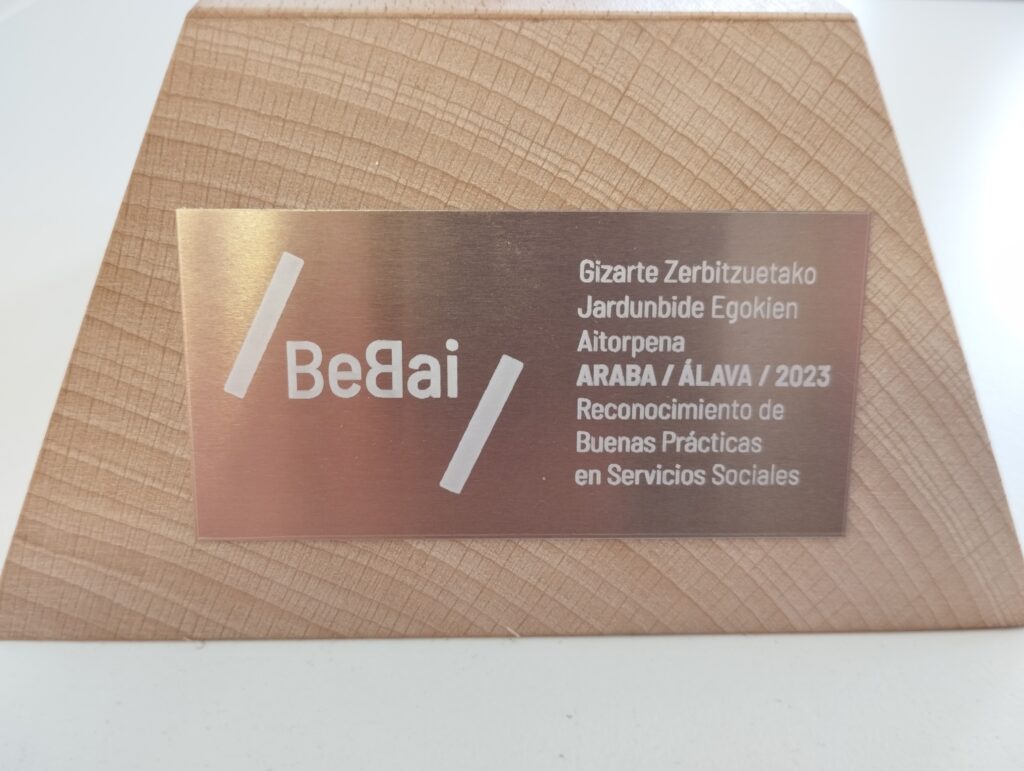 BeBai
Gizarte Zerbitzuetako
Jardunbide Egokien
Aitorpena
ARABA / ÁLAVA / 2023
Reconocimiento de
Buenas Prácticas
en Servicios Sociales